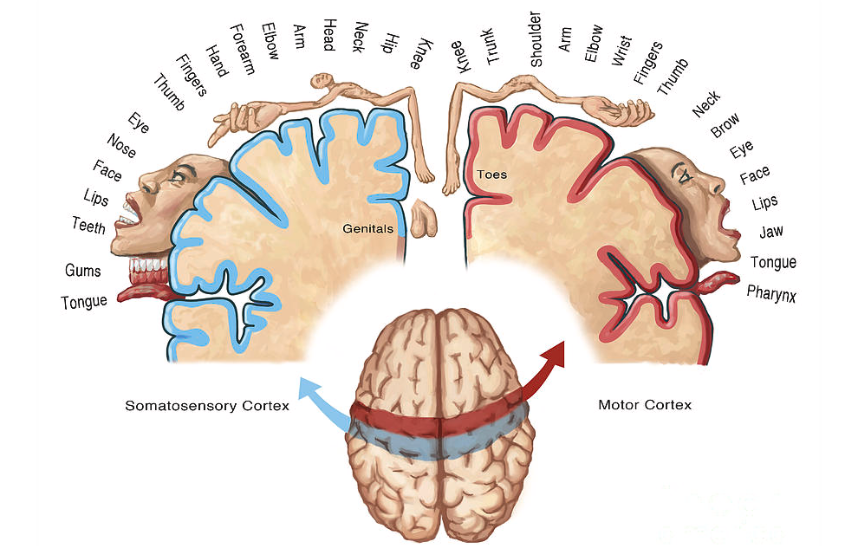 Tongue
Gums
Teeth
Lips
Face
Nose
Eye
Thumb
Fingers
Hand
Forearm
Elbow
Arm
Head
Neck
Hip
Knee
Knee
Trunk
Shoulder
Arm
Elbow
Wrist
Fingers
Thumb
Neck
Brow
Eye
Face
Lips
Jaw
Tongue
Pharynx
Toes
Genitals
Somatosensory Cortex
Motor Cortex